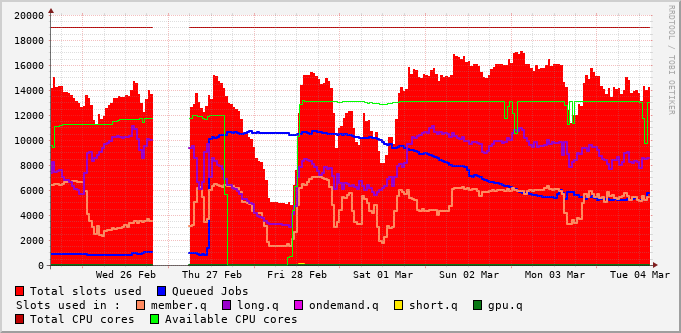 20000
18000
16000
14000
12000
10000
8000
6000
4000
2000
0
Wed 26 Feb Thu 27 Feb Fri 28 Feb Sat 01 Mar Sun 02 Mar Mon 03 Mar Tue 04 Mar
Total slots used Queued Jobs
Slots used in : member.q long.q ondemand.q short.q gpu.q
Total CPU cores Available CPU cores
RRDTOOL / TOBI OETIKER